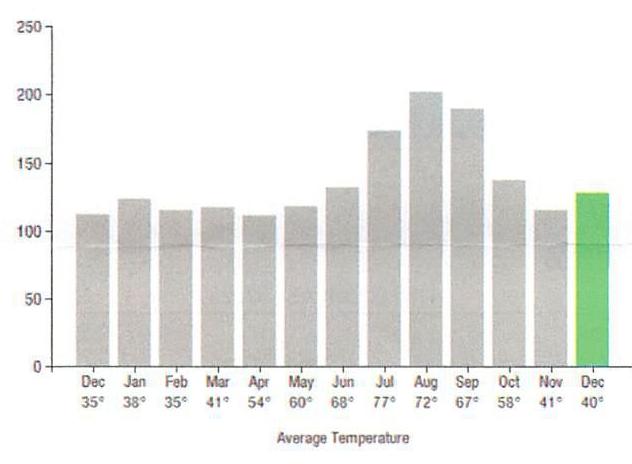 250
200
150
100
50
0
Dec Jan Feb Mar Apr May Jun Jul Aug Sep Oct Nov Dec
35° 38° 35° 41° 54° 60° 68° 77° 72° 67° 58° 41° 40°
Average Temperature